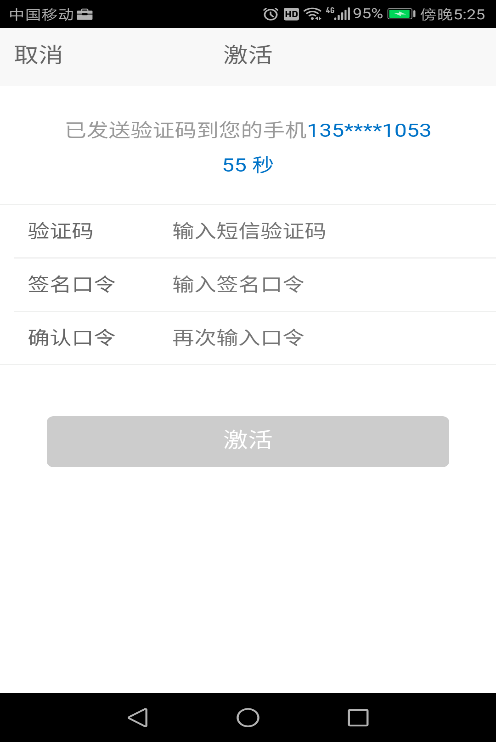 中国移动 HD 4G 95% 傍晚5:25
取消 激活
已发送验证码到您的手机135****1053
55 秒
验证码 输入短信验证码
签名口令 输入签名口令
确认口令 再次输入口令
激活